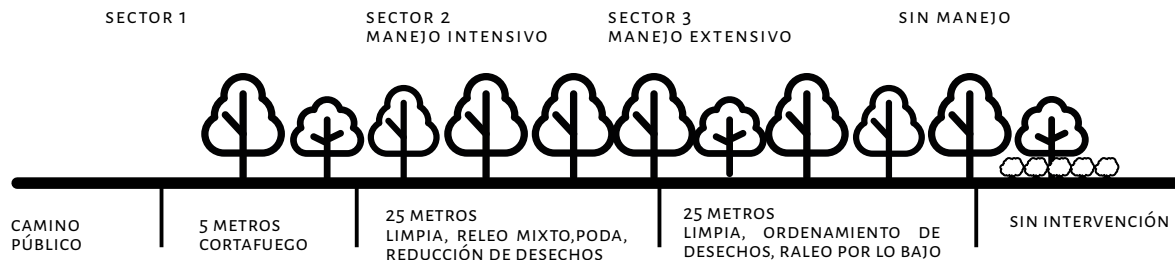 SECTOR 1
SECTOR 2
MANEJO INTENSIVO
SECTOR 3
MANEJO EXTENSIVO
SIN MANEJO
CAMINO
PÚBLICO
5 METROS
CORTAFUEGO
25 METROS
LIMPIA, RELEO MIXTO,PODA,
REDUCCIÓN DE DESECHOS
25 METROS
LIMPIA, ORDENAMIENTO DE
DESECHOS, RALEO POR LO BAJO
SIN INTERVENCIÓN